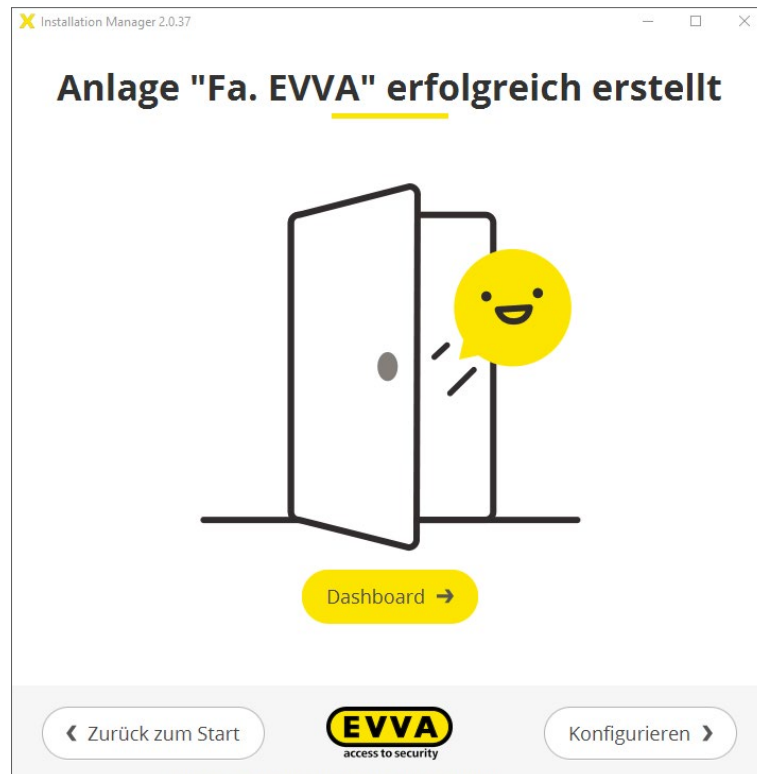 Installation Manager 2.0.37
Anlage "Fa. EVVA" erfolgreich erstellt
Dashboard
Zurück zum Start
EVVA
access to security
Konfigurieren